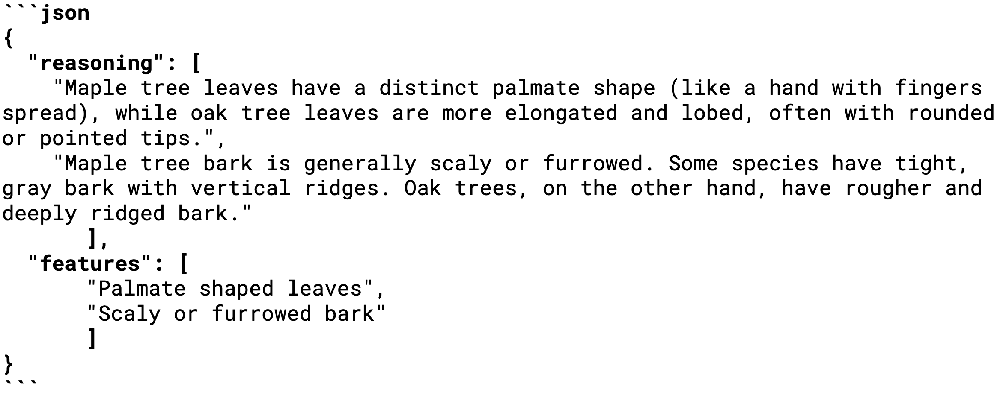 ```json
{
  "reasoning": [
    "Maple tree leaves have a distinct palmate shape (like a hand with fingers
spread), while oak tree leaves are more elongated and lobed, often with rounded
or pointed tips.",
    "Maple tree bark is generally scaly or furrowed. Some species have tight,
gray bark with vertical ridges. Oak trees, on the other hand, have rougher and
deeply ridged bark."
       ],
  "features": [
       "Palmate shaped leaves",
       "Scaly or furrowed bark"
       ]
}
```